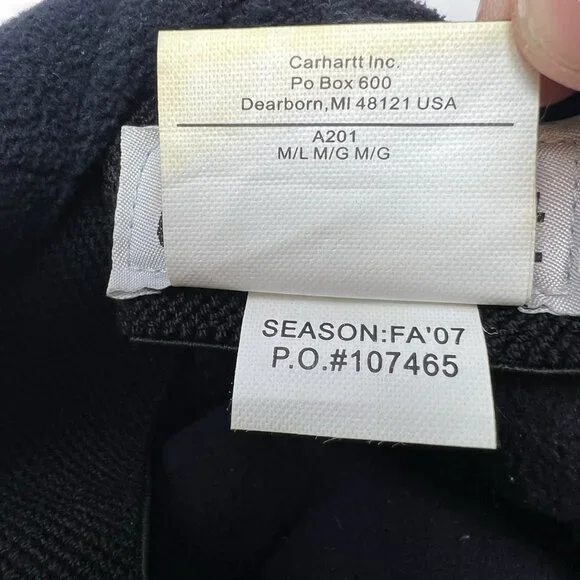 Carhartt Inc.
Po Box 600
Dearborn,MI 48121 USA
A201
M/L M/G M/G
SEASON:FA'07
P.O.#107465